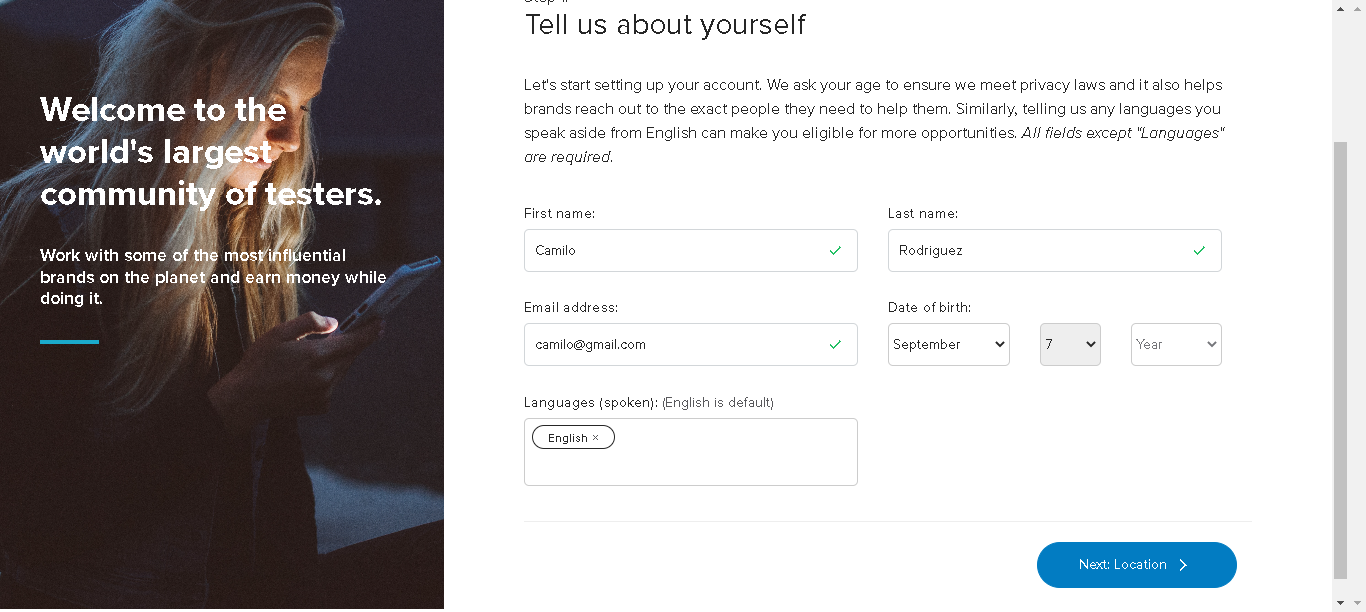 Welcome to the
world's largest
community of testers.
Work with some of the most influential
brands on the planet and earn money while
doing it.
Tell us about yourself
Let's start setting up your account. We ask your age to ensure we meet privacy laws and it also helps
brands reach out to the exact people they need to help them. Similarly, telling us any languages you
speak aside from English can make you eligible for more opportunities. All fields except "Languages"
are required.
First name: Last name:
Camilo Rodriguez
Email address: Date of birth:
camilo@gmail.com September 7 Year
Languages (spoken): (English is default)
English ×
Next: Location